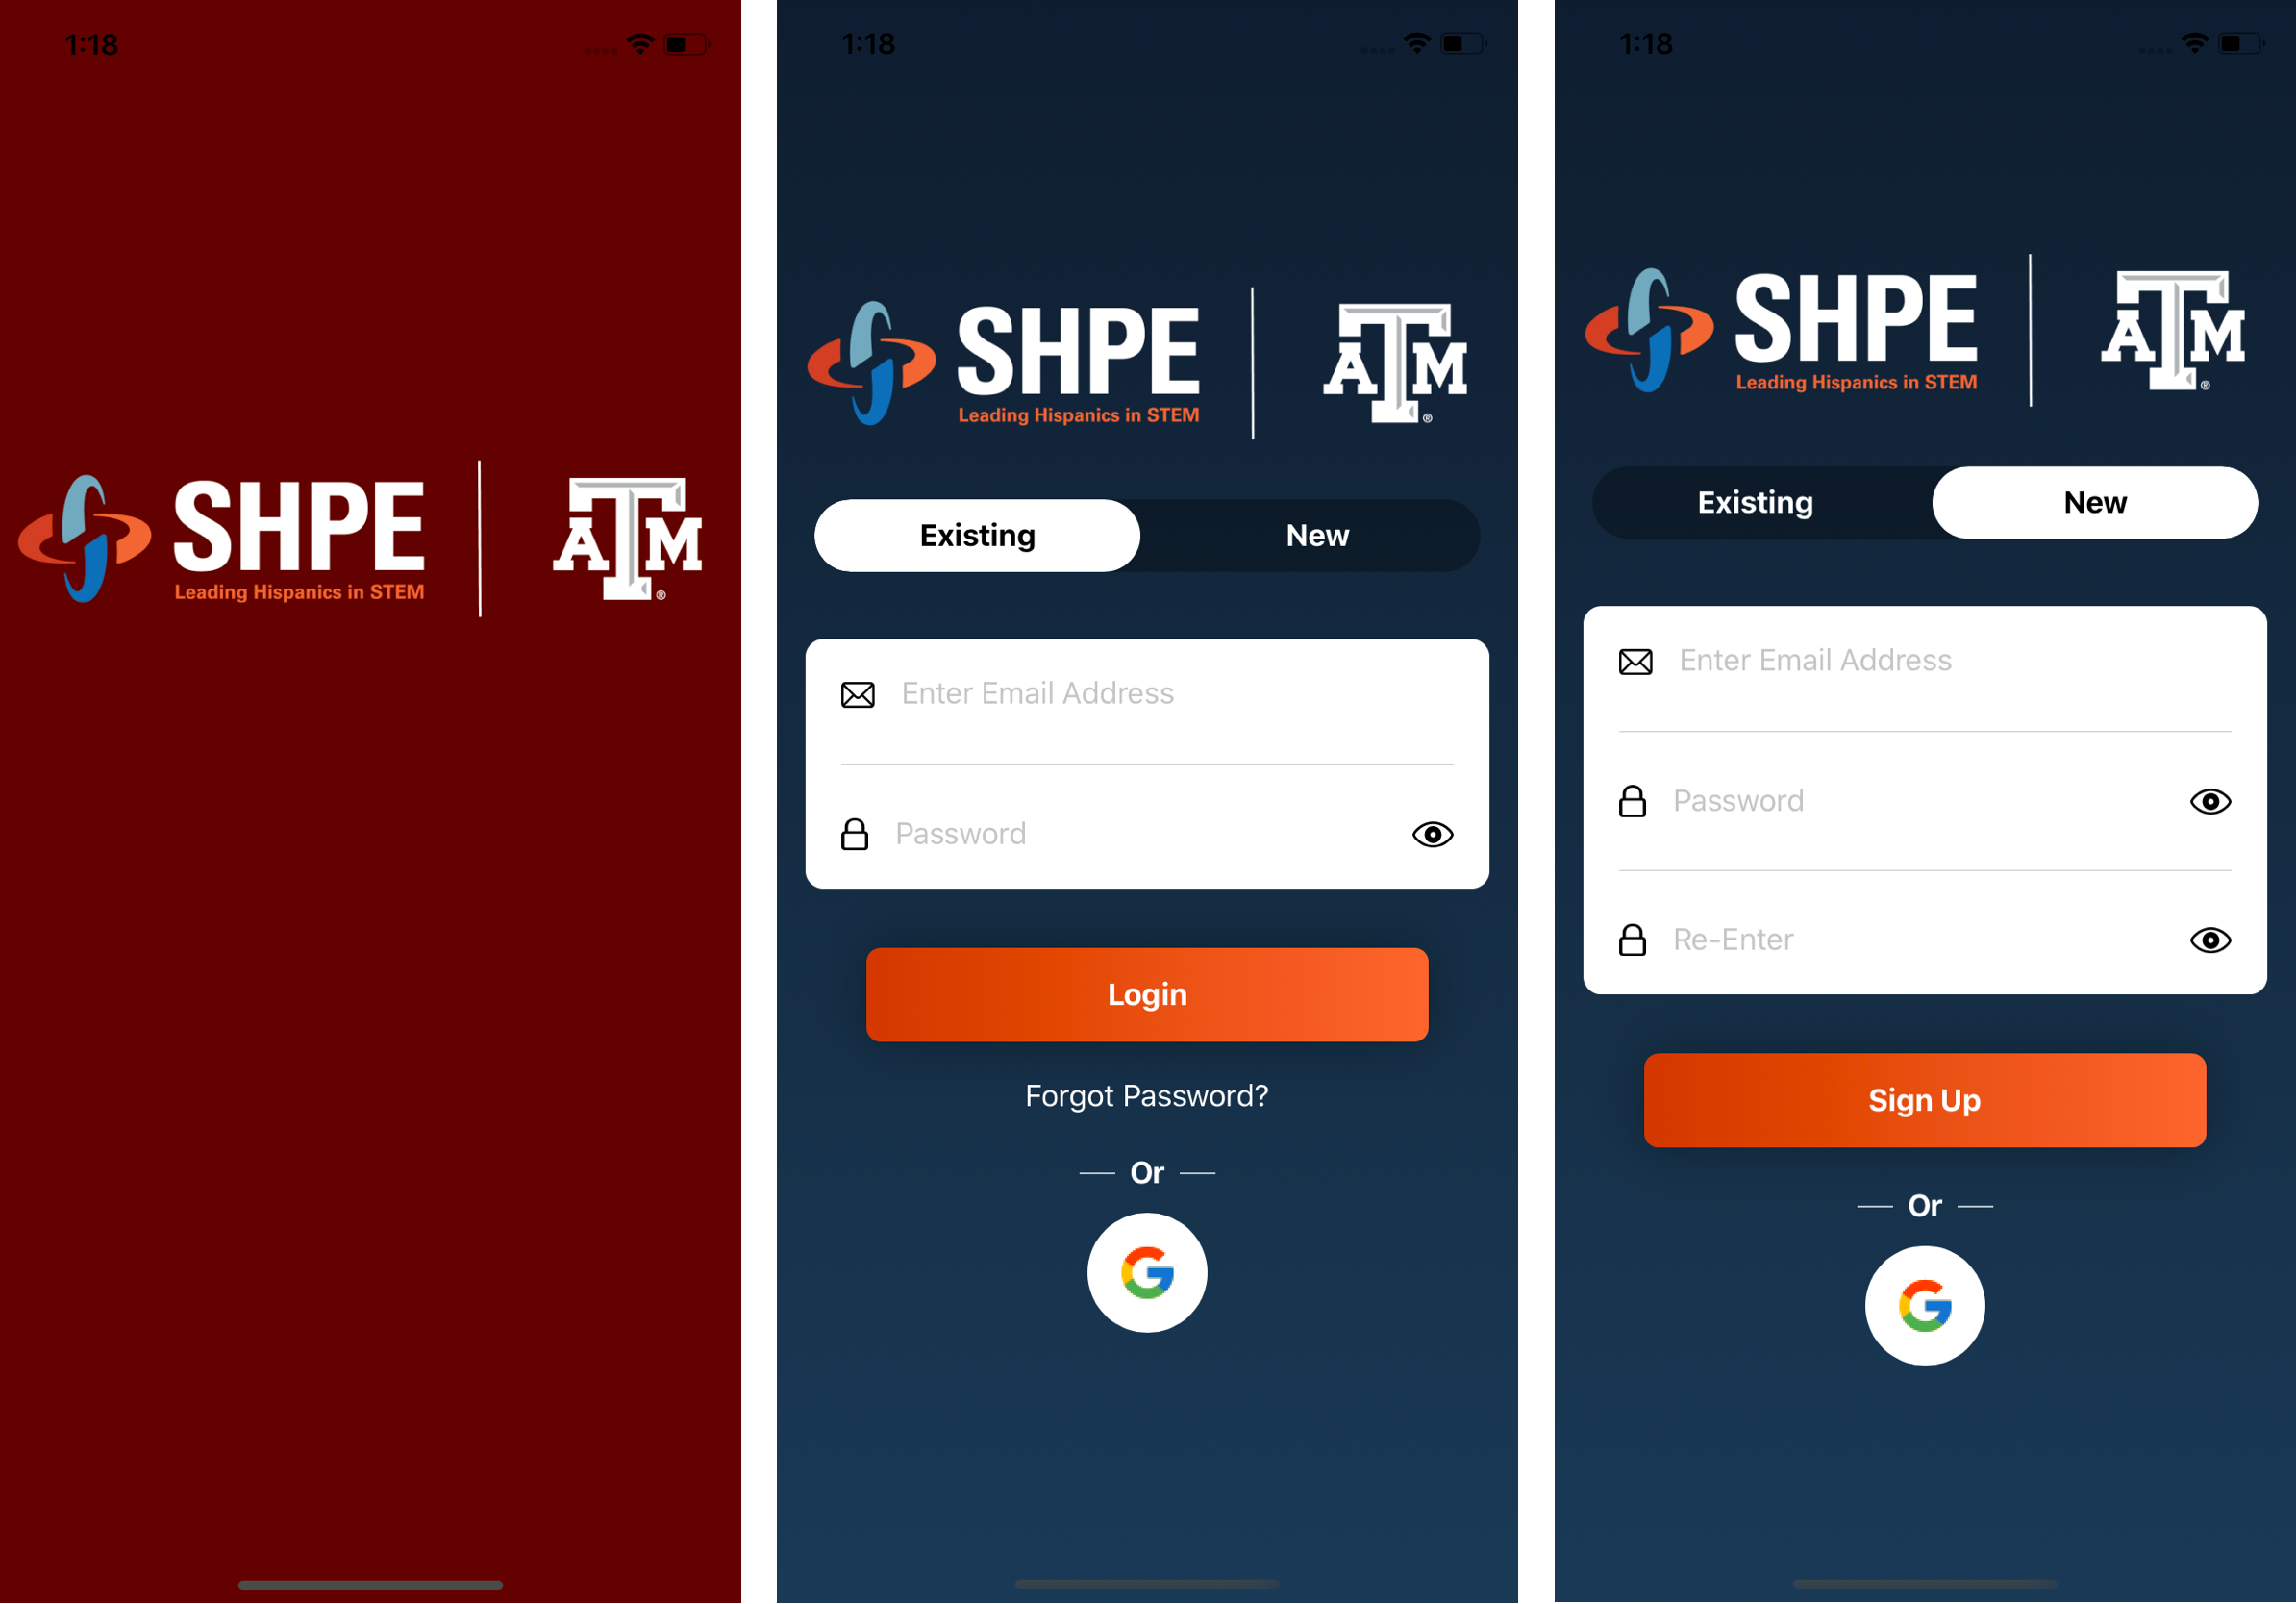 1:18
SHPE
Leading Hispanics in STEM
ATM®
1:18
SHPE
Leading Hispanics in STEM
ATM®
Existing New
Enter Email Address
Password
Login
Forgot Password?
Or
G
1:18
SHPE
Leading Hispanics in STEM
ATM®
Existing New
Enter Email Address
Password
Re-Enter
Sign Up
Or
G